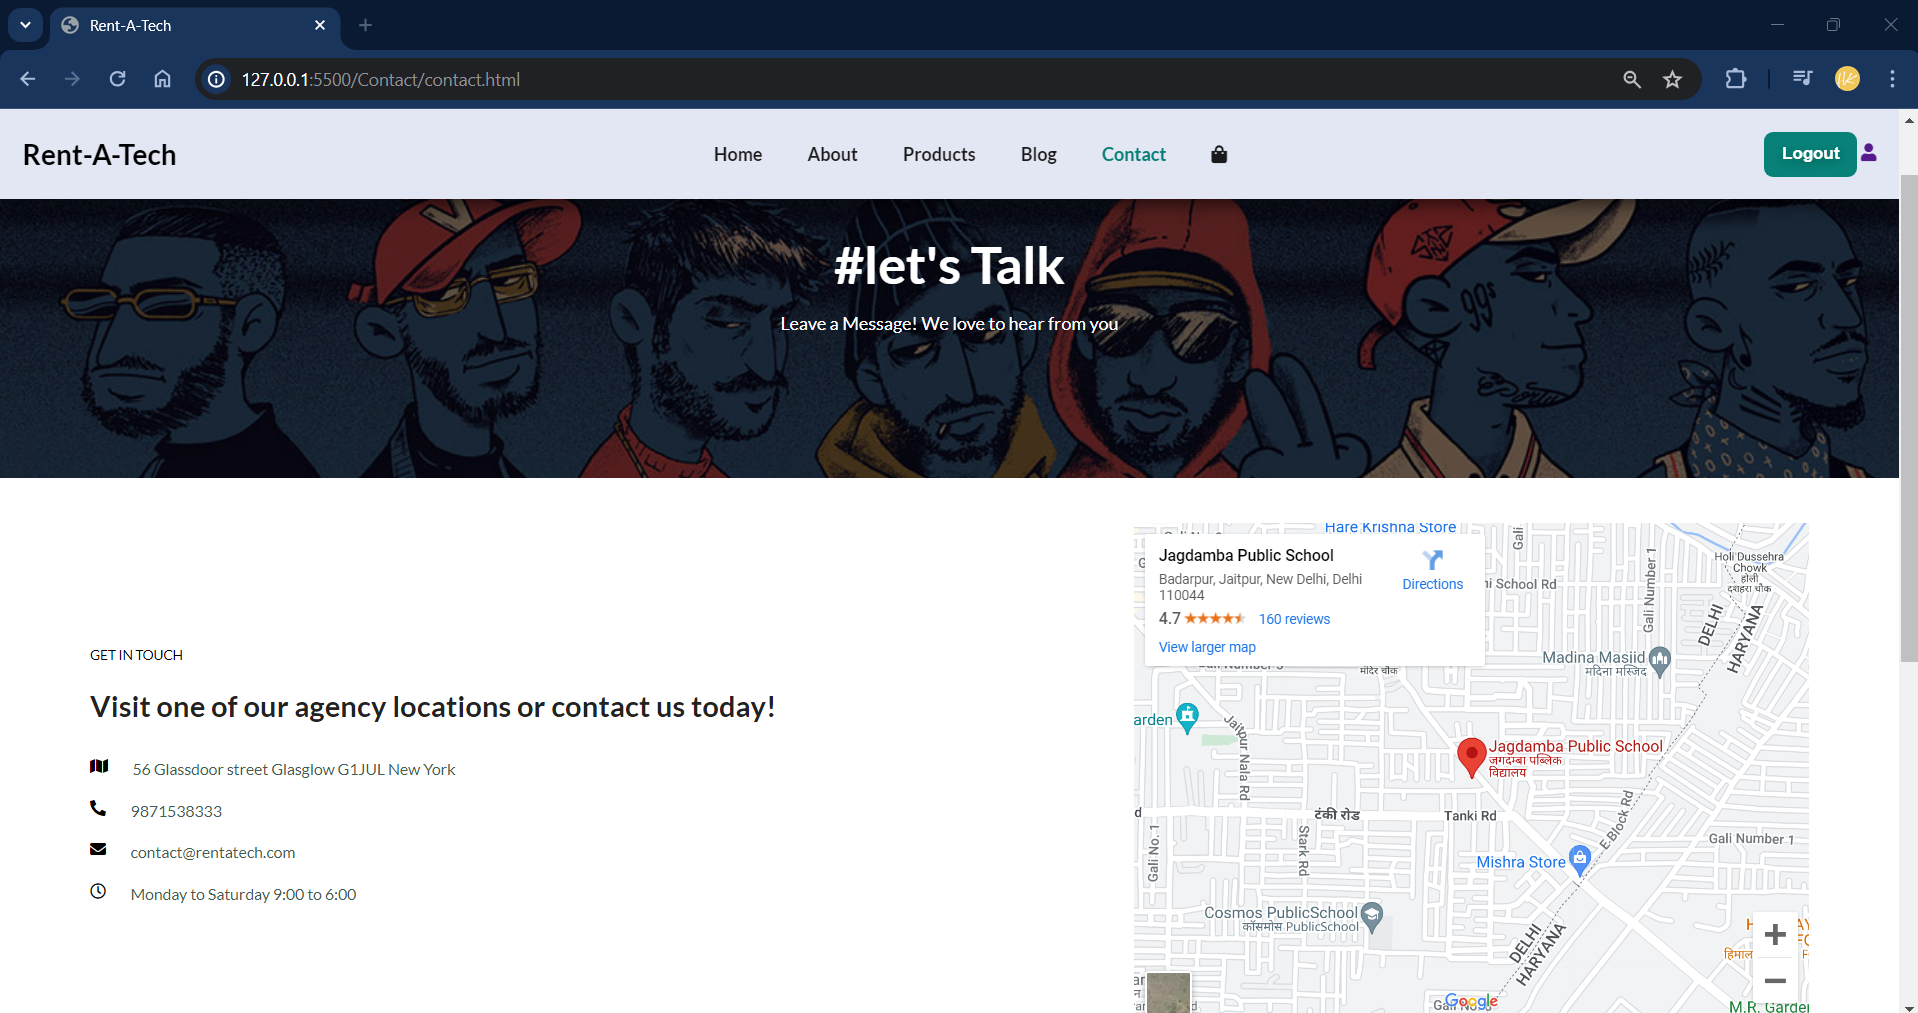 Rent-A-Tech
127.0.0.1:5500/Contact/contact.html
Rent-A-Tech
Home About Products Blog Contact
Logout
99s
#let's Talk
Leave a Message! We love to hear from you
GET IN TOUCH
Visit one of our agency locations or contact us today!
56 Glassdoor street Glasglow G1JUL New York
9871538333
contact@rentatech.com
Monday to Saturday 9:00 to 6:00
Hare Krishna Store
Jagdamba Public School
Badarpur, Jaitpur, New Delhi, Delhi
110044
4.7 160 reviews
View larger map
Directions
Gali
Gali Number 1
Holi Dussehra
Chowk
होली
दशहरा चौक
DELHI
HARYANA
Madina Masjid
मदिना मस्जिद
मंदिर चौक
arden
Jaitpur Nala Rd
Jagdamba Public School
जगदम्बा पब्लिक
विद्यालय
टंकी रोड
Tanki Rd
E-Block Rd
Gali Number 1
Gali No. 1
Stark Rd
Mishra Store
Cosmos PublicSchool
कॉसमोस PublicSchool
DELHI
HARYANA
Google
M.R. Garden